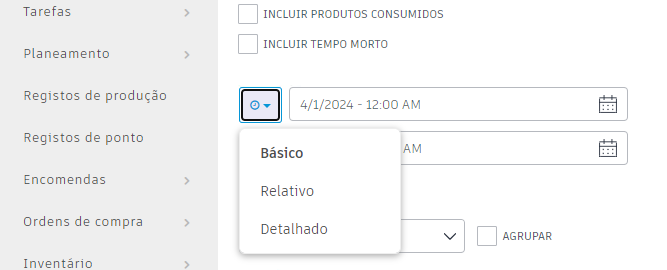 Tarefas
Planeamento
Registos de produção
Registos de ponto
Encomendas
Ordens de compra
Inventário
INCLUIR PRODUTOS CONSUMIDOS
INCLUIR TEMPO MORTO
4/1/2024 - 12:00 AM
AM
Básico
Relativo
Detalhado
AGRUPAR